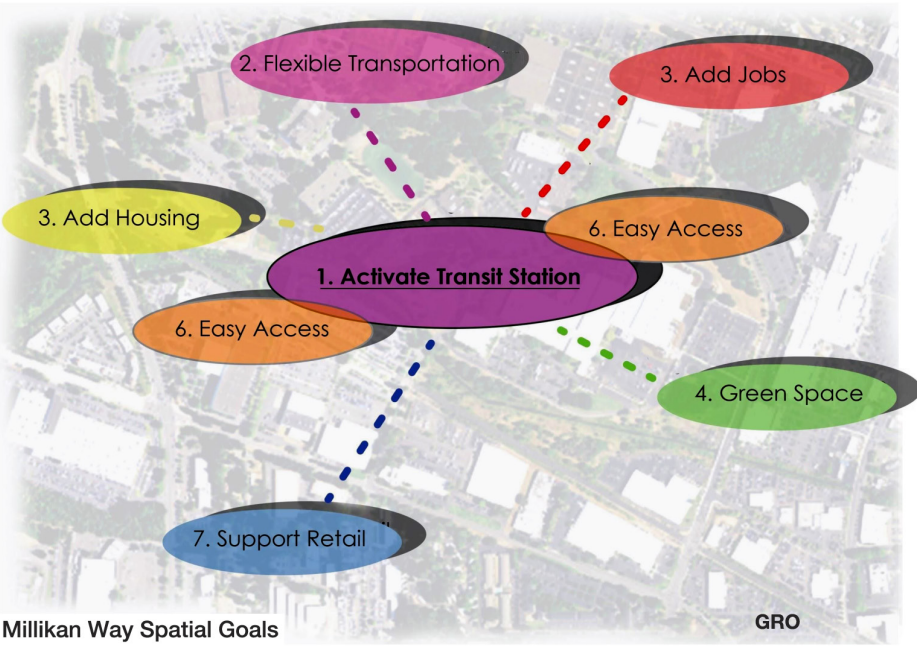 2. Flexible Transportation
3. Add Jobs
3. Add Housing
6. Easy Access
1. Activate Transit Station
6. Easy Access
4. Green Space
7. Support Retail
Millikan Way Spatial Goals
GRO